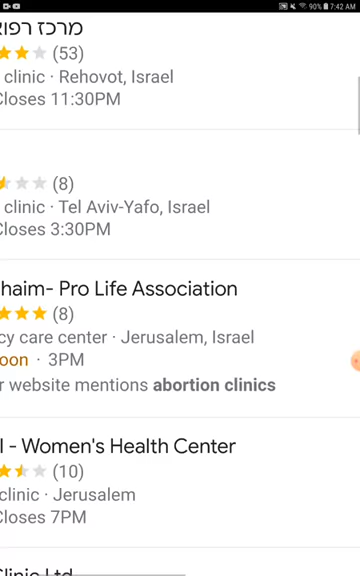 90% 7:42 AM
מרכז רפוא
(53)
clinic · Rehovot, Israel
Closes 11:30PM
(8)
clinic · Tel Aviv-Yafo, Israel
Closes 3:30PM
haim- Pro Life Association
(8)
cy care center · Jerusalem, Israel
oon · 3PM
r website mentions abortion clinics
l - Women's Health Center
(10)
clinic · Jerusalem
Closes 7PM
Clinic Ltd